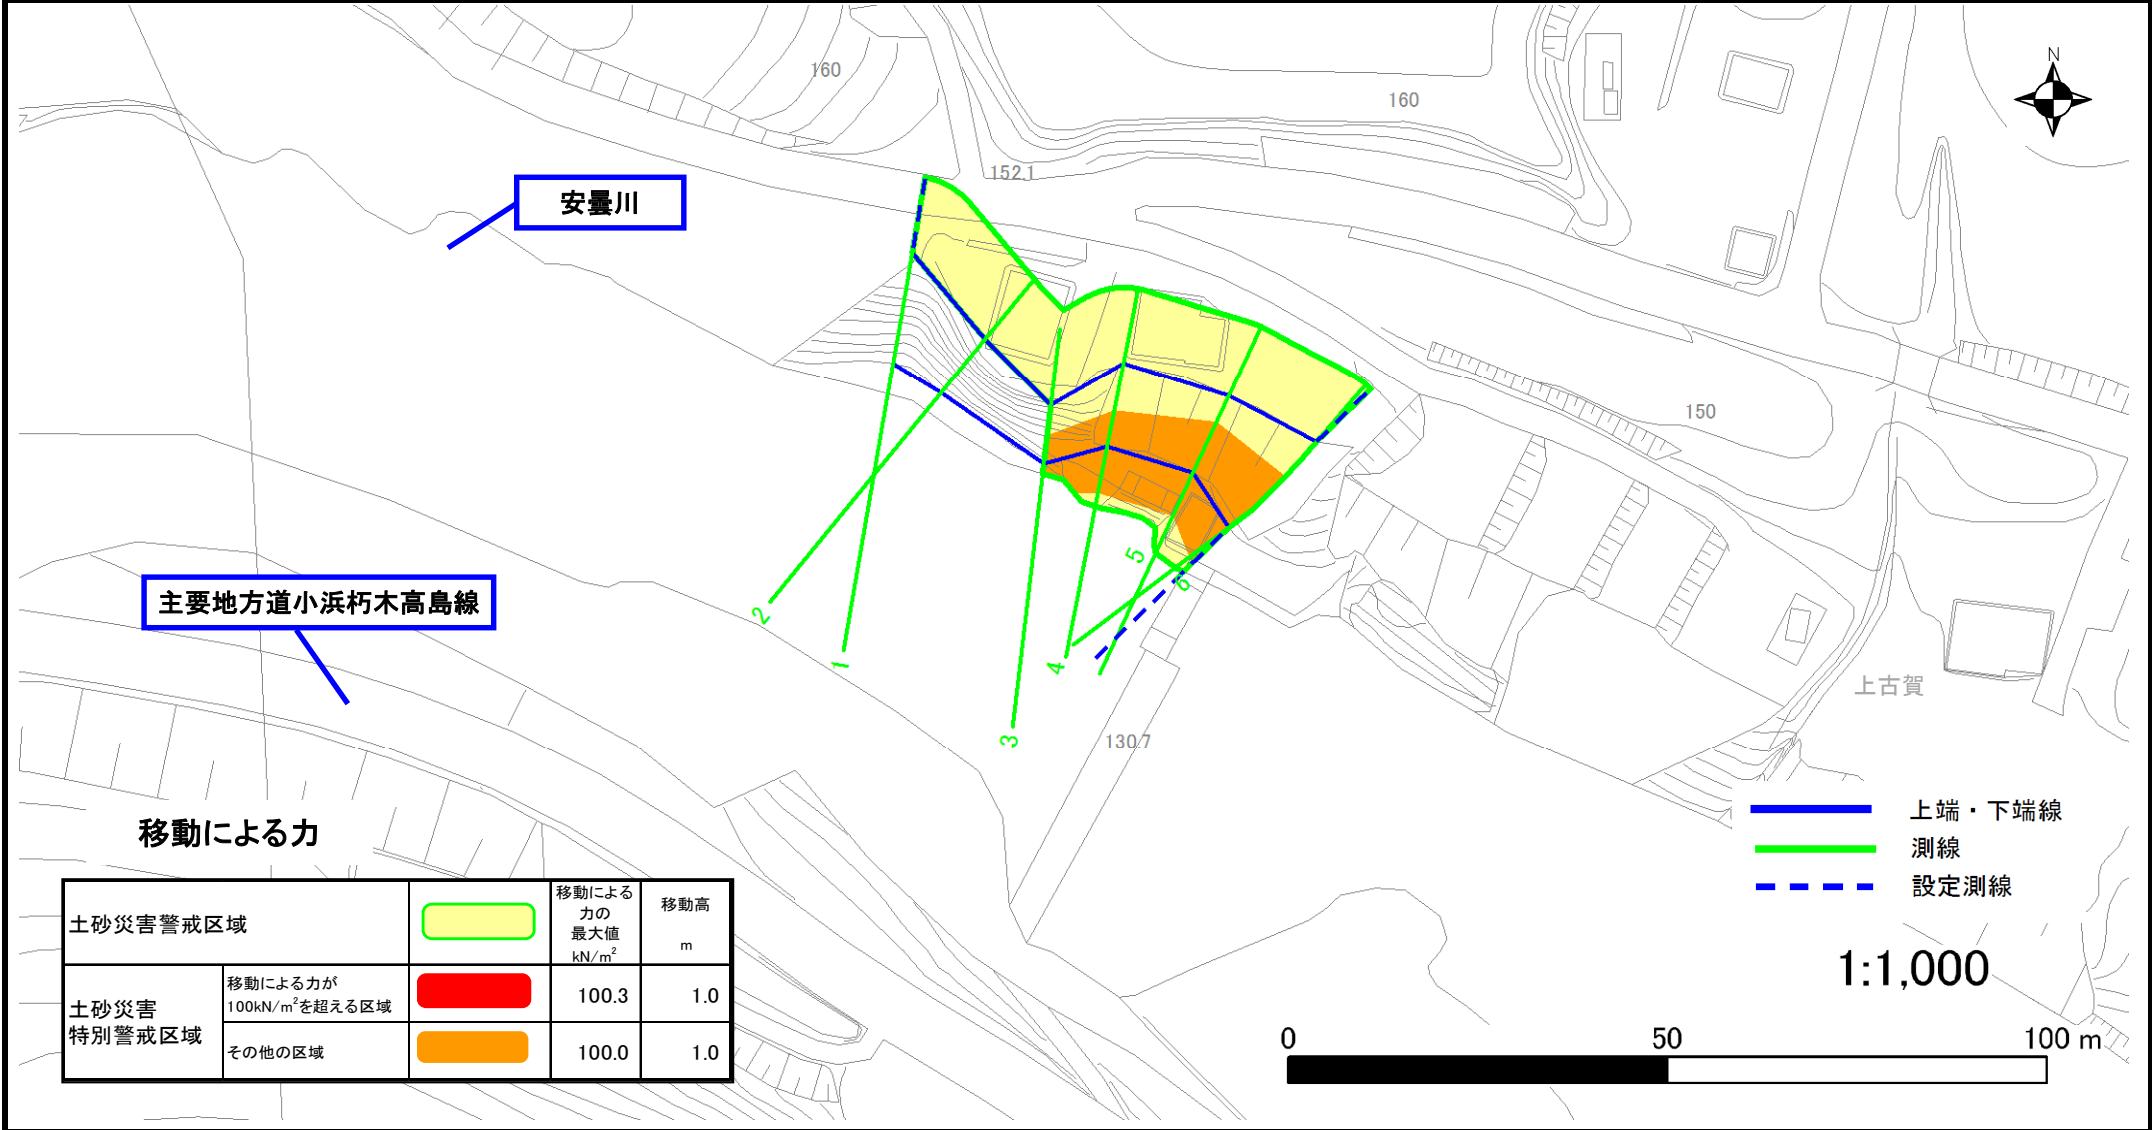 N
160
160
152.1
安曇川
150
主要地方道小浜朽木高島線
1
2
3
4
5
6
130.7
上古賀
移動による力
土砂災害警戒区域
移動による
力の
最大値
kN/m²
移動高
m
土砂災害
特別警戒区域
移動による力が
100kN/m²を超える区域
100.3
1.0
その他の区域
100.0
1.0
上端・下端線
測線
設定測線
1:1,000
0 50 100 m